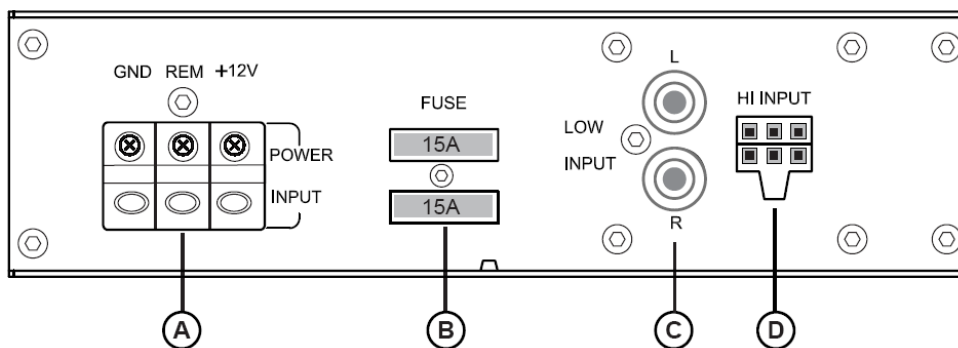 GND REM +12V
POWER
INPUT
FUSE
15A
15A
L
LOW
INPUT
R
HI INPUT
A
B
C
D